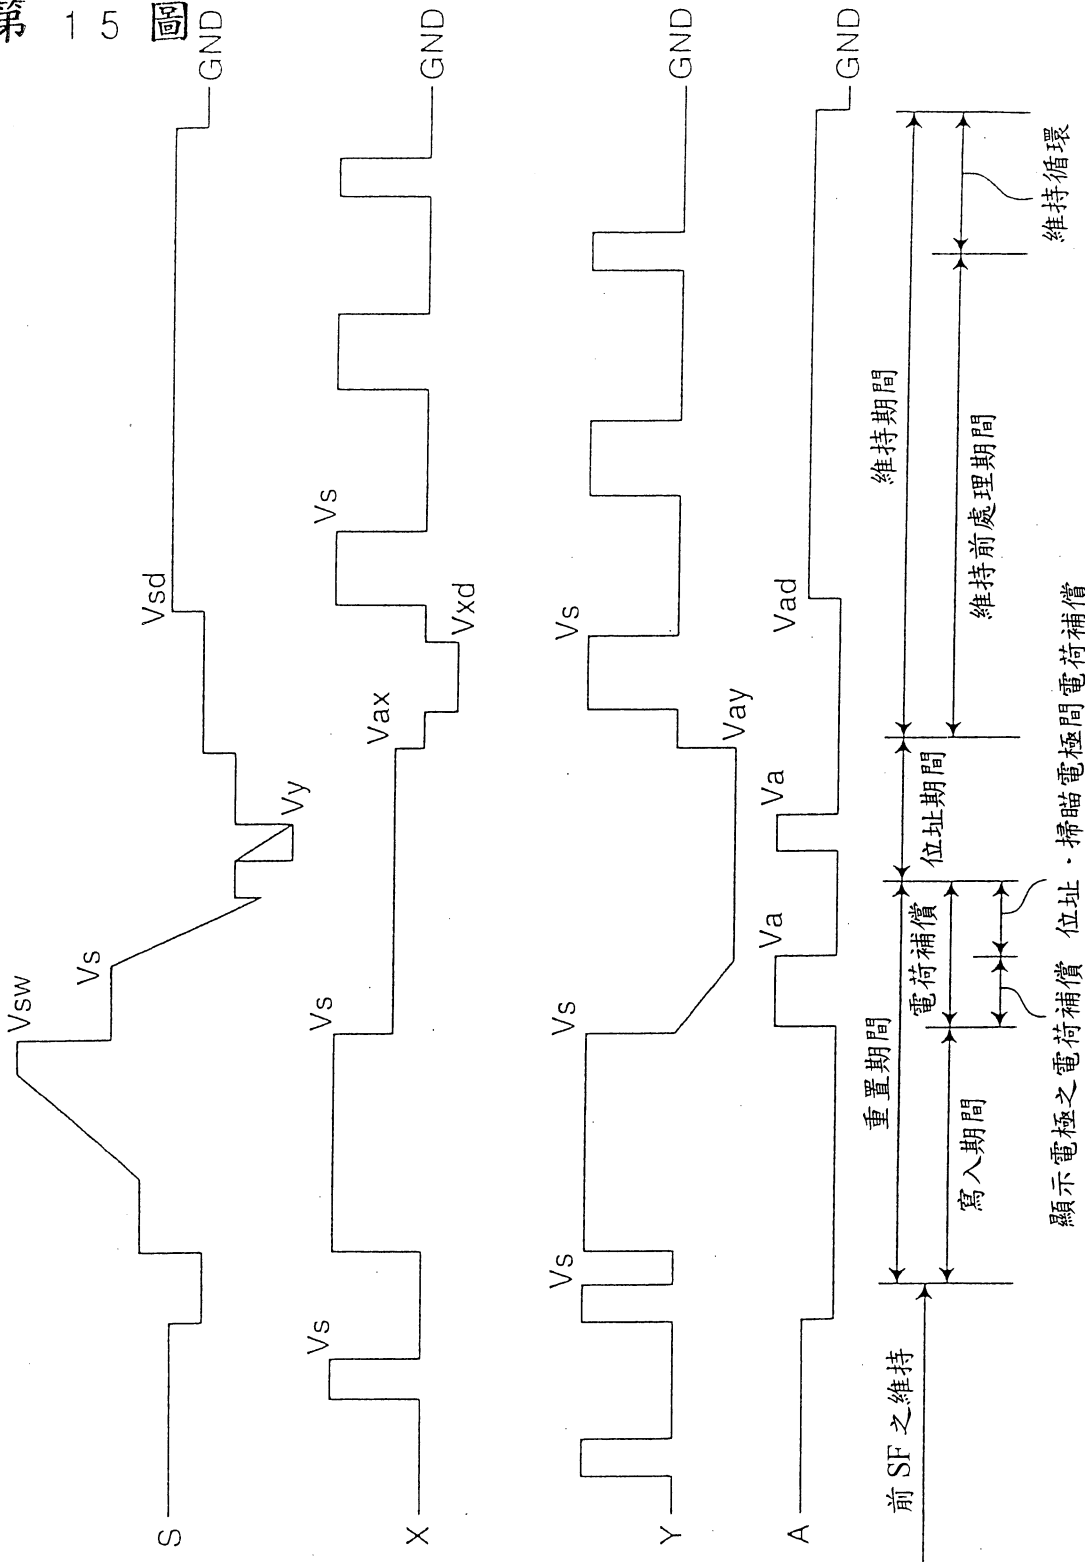 第 15 圖
S
Vsw
Vs
Vy
Vsd
GND
X
Vs
Vs
Vax
Vxd
Vs
GND
Y
Vs
Vs
Vay
Vs
GND
A
Va
Va
Vad
GND
前SF之維持
重置期間
位址期間
維持期間
寫入期間
電荷補償
維持前處理期間
維持循環
顯示電極之電荷補償
位址・掃瞄電極間電荷補償